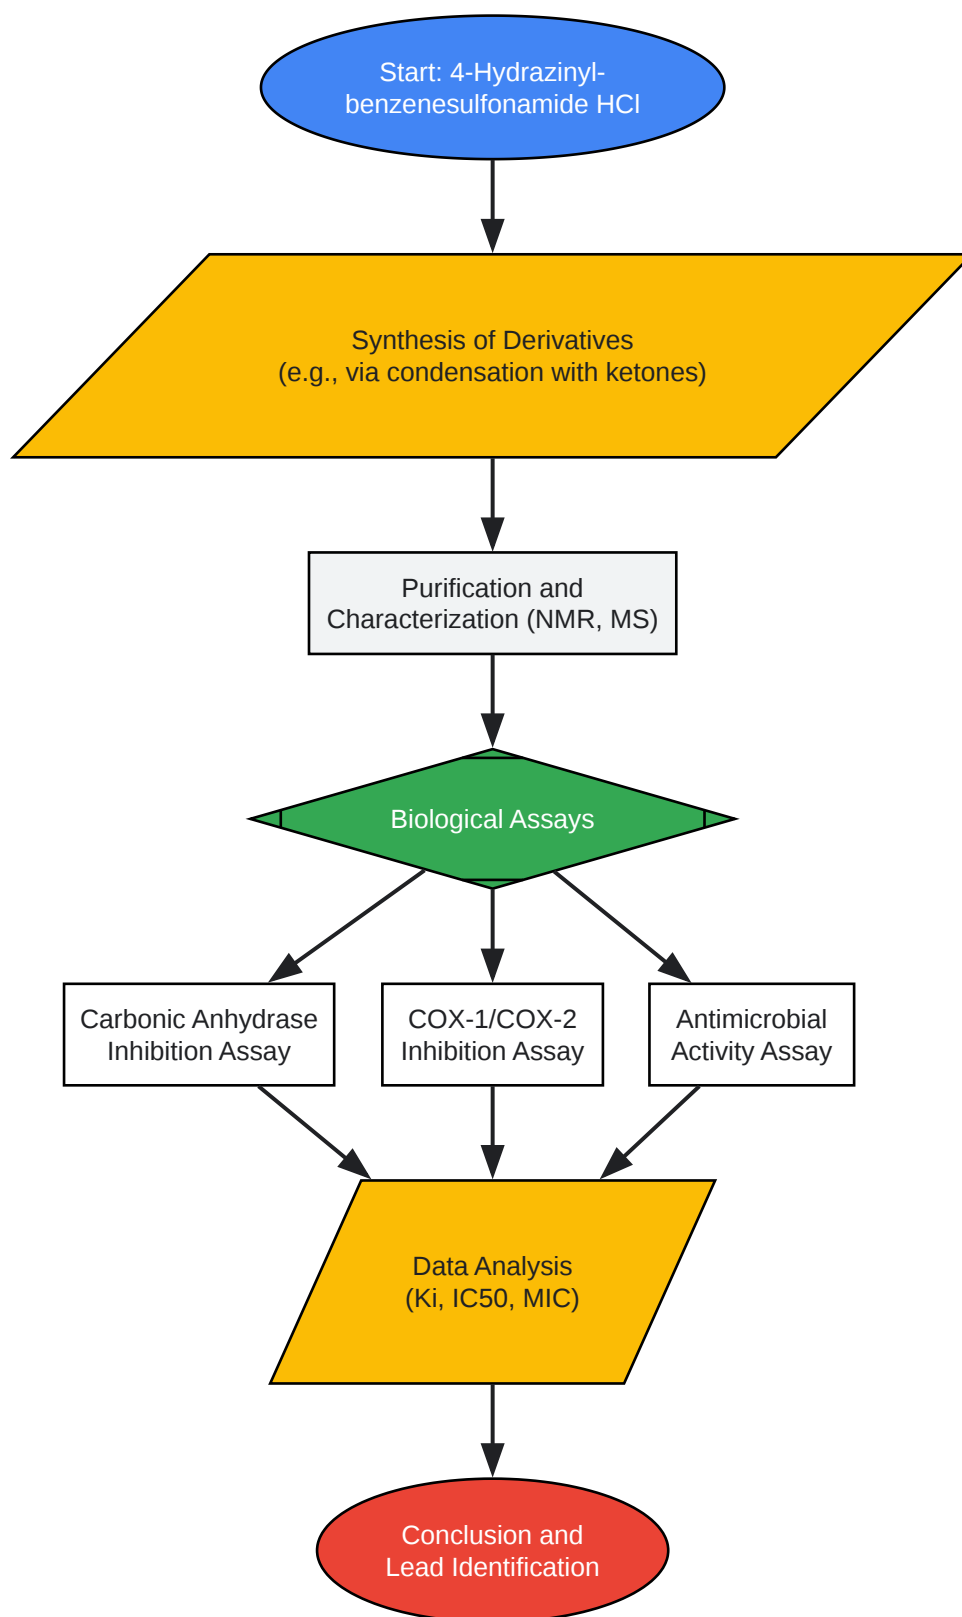 Start: 4-Hydrazinyl-
benzenesulfonamide HCl
Synthesis of Derivatives
(e.g., via condensation with ketones)
Purification and
Characterization (NMR, MS)
Biological Assays
Carbonic Anhydrase
Inhibition Assay
COX-1/COX-2
Inhibition Assay
Antimicrobial
Activity Assay
Data Analysis
(Ki, IC50, MIC)
Conclusion and
Lead Identification